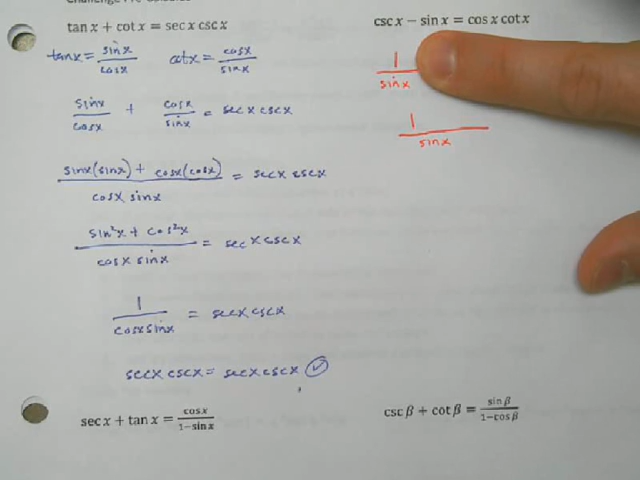 tan x + cot x = sec x csc x
tanx = sinx/cosx   cotx = cosx/sinx
sinx/cosx + cosx/sinx = secx cscx
sinx(sinx) + cosx(cosx)/cosx sinx = secx cscx
sin²x + cos²x/cosx sinx = secx cscx
1/cosx sinx = secx cscx
secx cscx = secx cscx ✓
sec x + tan x = cos x/1−sin x
csc x − sin x = cos x cot x
1/sinx
1/sinx
csc β + cot β = sin β/1−cos β